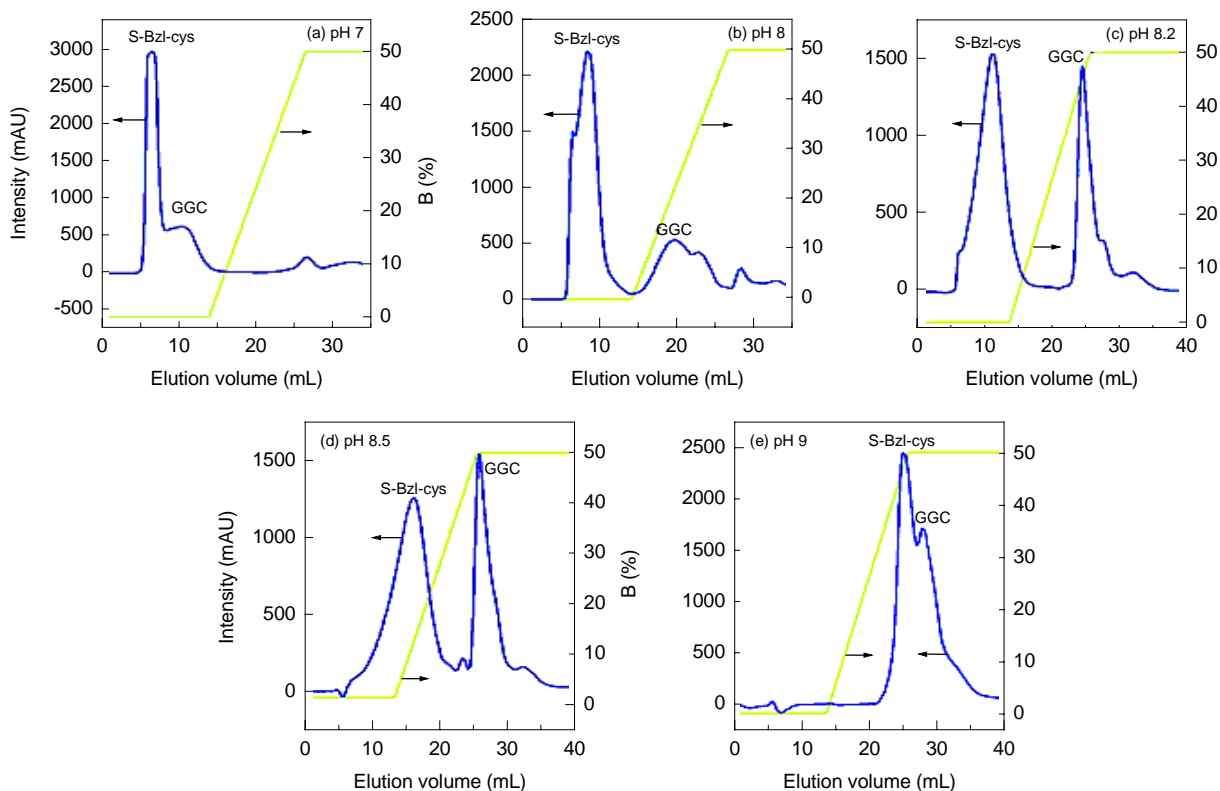 (a) pH 7
S-Bzl-cys
GGC
Intensity (mAU)
3000
2500
2000
1500
1000
500
0
-500
B (%)
50
40
30
20
10
0
0 10 20 30
Elution volume (mL)
(b) pH 8
S-Bzl-cys
GGC
2500
2000
1500
1000
500
0
50
40
30
20
10
0
0 10 20 30
Elution volume (mL)
(c) pH 8.2
S-Bzl-cys
GGC
1500
1000
500
0
50
40
30
20
10
0
0 10 20 30 40
Elution volume (mL)
(d) pH 8.5
S-Bzl-cys
GGC
Intensity (mAU)
1500
1000
500
0
B (%)
50
40
30
20
10
0
0 10 20 30 40
Elution volume (mL)
(e) pH 9
S-Bzl-cys
GGC
2500
2000
1500
1000
500
0
50
40
30
20
10
0
0 10 20 30 40
Elution volume (mL)